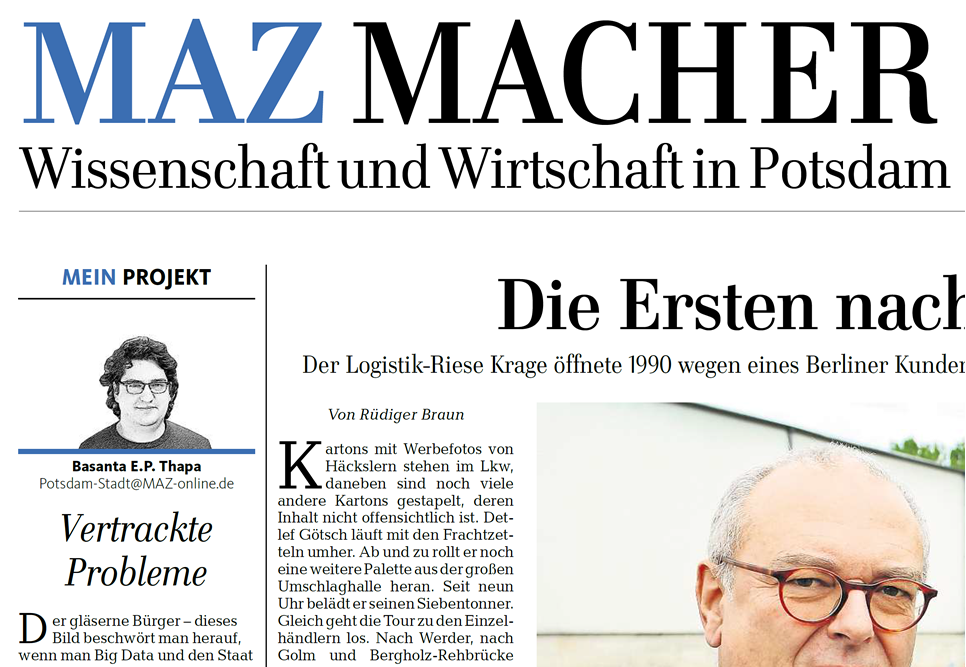 MAZ MACHER
Wissenschaft und Wirtschaft in Potsdam
MEIN PROJEKT
Basanta E.P. Thapa
Potsdam-Stadt@MAZ-online.de
Vertrackte
Probleme
Der gläserne Bürger – dieses
Bild beschwört man herauf,
wenn man Big Data und den Staat
Die Ersten nach
Der Logistik-Riese Krage öffnete 1990 wegen eines Berliner
Von Rüdiger Braun
Kartons mit Werbefotos von
Häckslern stehen im Lkw,
daneben sind noch viele
andere Kartons gestapelt, deren
Inhalt nicht offensichtlich ist. Det-
lef Götsch läuft mit den Frachtzet-
teln umher. Ab und zu rollt er noch
eine weitere Palette aus der großen
Umschlaghalle heran. Seit neun
Uhr belädt er seinen Siebentonner.
Gleich geht die Tour zu den Einzel-
händlern los. Nach Werder, nach
Golm und Bergholz-Rehbrücke